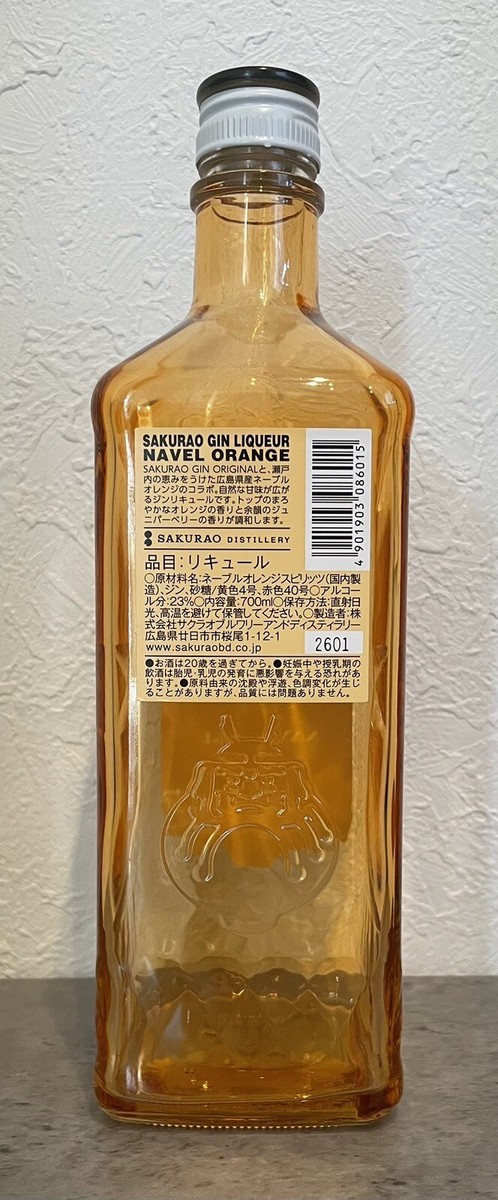 SAKURAO GIN LIQUEUR
NAVEL ORANGE
SAKURAO GIN ORIGINALと、瀬戸
内の恵みをうけた広島県産ネーブル
オレンジのコラボ。自然な甘味が広が
るジンリキュールです。トップのまろ
やかなオレンジの香りと余韻のジュ
ニパーベリーの香りが調和します。
SAKURAO DISTILLERY
品目:リキュール
○原材料名:ネーブルオレンジスピリッツ(国内製
造)、ジン、砂糖/黄色4号、赤色40号○アルコー
ル分:23%○内容量:700ml○保存方法:直射日
光、高温を避けて保管してください。○製造者:株
式会社サクラオブルワリーアンドディスティラリー
広島県廿日市市桜尾1-12-1
www.sakuraobd.co.jp
2601
●お酒は20歳を過ぎてから。●妊娠中や授乳期の
飲酒は胎児・乳児の発育に悪影響を与える恐れがあ
ります。●原料由来の沈殿や浮遊、色調変化が生じ
ることがありますが、品質には問題ありません。
4 901903 086015